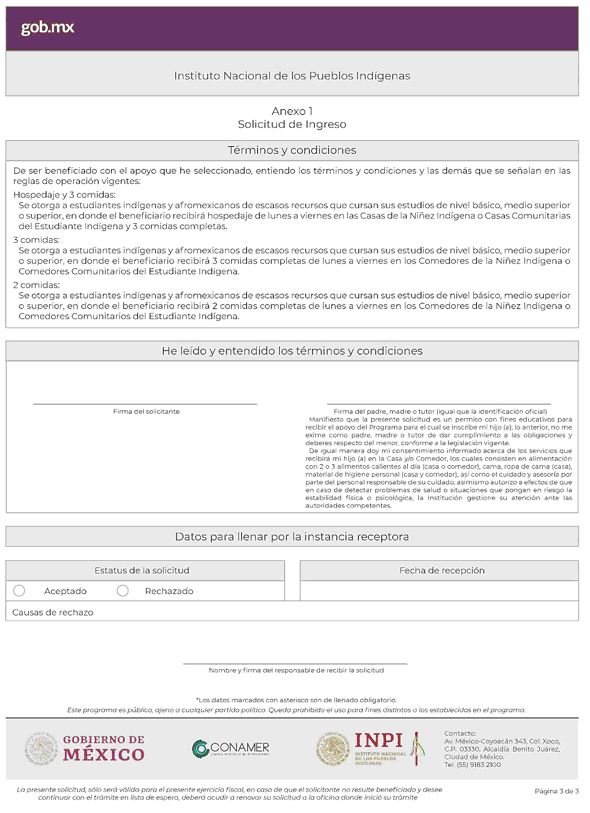 gob.mx
Instituto Nacional de los Pueblos Indígenas
Anexo 1
Solicitud de Ingreso
Términos y condiciones
De ser beneficiado con el apoyo que he seleccionado, entiendo los términos y condiciones y las demás que se señalan en las
reglas de operación vigentes:
Hospedaje y 3 comidas:
Se otorga a estudiantes indígenas y afromexicanos de escasos recursos que cursan sus estudios de nivel básico, medio superior
o superior, en donde el beneficiario recibirá hospedaje de lunes a viernes en las Casas de la Niñez Indígena o Casas Comunitarias
del Estudiante Indígena y 3 comidas completas.
3 comidas:
Se otorga a estudiantes indígenas y afromexicanos de escasos recursos que cursan sus estudios de nivel básico, medio superior
o superior, en donde el beneficiario recibirá 3 comidas completas de lunes a viernes en los Comedores de la Niñez Indígena o
Comedores Comunitarios del Estudiante Indígena.
2 comidas:
Se otorga a estudiantes indígenas y afromexicanos de escasos recursos que cursan sus estudios de nivel básico, medio superior
o superior, en donde el beneficiario recibirá 2 comidas completas de lunes a viernes en los Comedores de la Niñez Indígena o
Comedores Comunitarios del Estudiante Indígena.
He leído y entendido los términos y condiciones
Firma del solicitante
Firma del padre, madre o tutor (igual que la identificación oficial)
Manifiesto que la presente solicitud es un permiso con fines educativos para
recibir el apoyo del Programa para el cual se inscribe mi hijo (a); lo anterior, no me
exime como padre, madre o tutor de dar cumplimiento a las obligaciones y
deberes respecto del menor, conforme a la legislación vigente.
De igual manera doy mi consentimiento informado acerca de los servicios que
recibirá mi hijo (a) en la Casa y/o Comedor, los cuales consisten en alimentación
con 2 o 3 alimentos calientes al día (casa o comedor), cama, ropa de cama (casa),
material de higiene personal (casa y comedor), así como el cuidado y asesoría por
parte del personal responsable de su cuidado, asimismo autorizo a efectos de que
en caso de detectar problemas de salud o situaciones que pongan en riesgo la
estabilidad física o psicológica, la Institución gestione su atención ante las
autoridades competentes.
Datos para llenar por la instancia receptora
Estatus de la solicitud
Fecha de recepción
Aceptado
Rechazado
Causas de rechazo
Nombre y firma del responsable de recibir la solicitud
*Los datos marcados con asterisco son de llenado obligatorio.
Este programa es público, ajeno a cualquier partido político. Queda prohibido el uso para fines distintos a los establecidos en el programa.
GOBIERNO DE
MÉXICO
CONAMER
INPI
INSTITUTO NACIONAL
DE LOS PUEBLOS
INDÍGENAS
Contacto:
Av. México-Coyoacán 343, Col. Xoco,
C.P. 03330, Alcaldía Benito Juárez,
Ciudad de México.
Tel. (55) 9183 2100
La presente solicitud, sólo será válida para el presente ejercicio fiscal, en caso de que el solicitante no resulte beneficiado y desee
continuar con el trámite en lista de espera, deberá acudir a renovar su solicitud a la oficina donde inició su trámite
Página 3 de 3